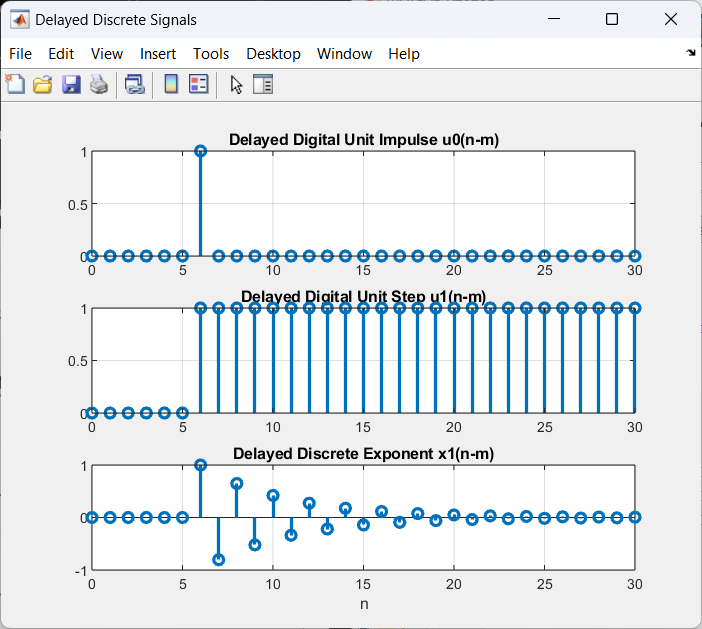 Delayed Discrete Signals
File Edit View Insert Tools Desktop Window Help
Delayed Digital Unit Impulse u0(n-m)
1
0.5
0
0 5 10 15 20 25 30
Delayed Digital Unit Step u1(n-m)
1
0.5
0
0 5 10 15 20 25 30
Delayed Discrete Exponent x1(n-m)
1
0
-1
0 5 10 15 20 25 30
n